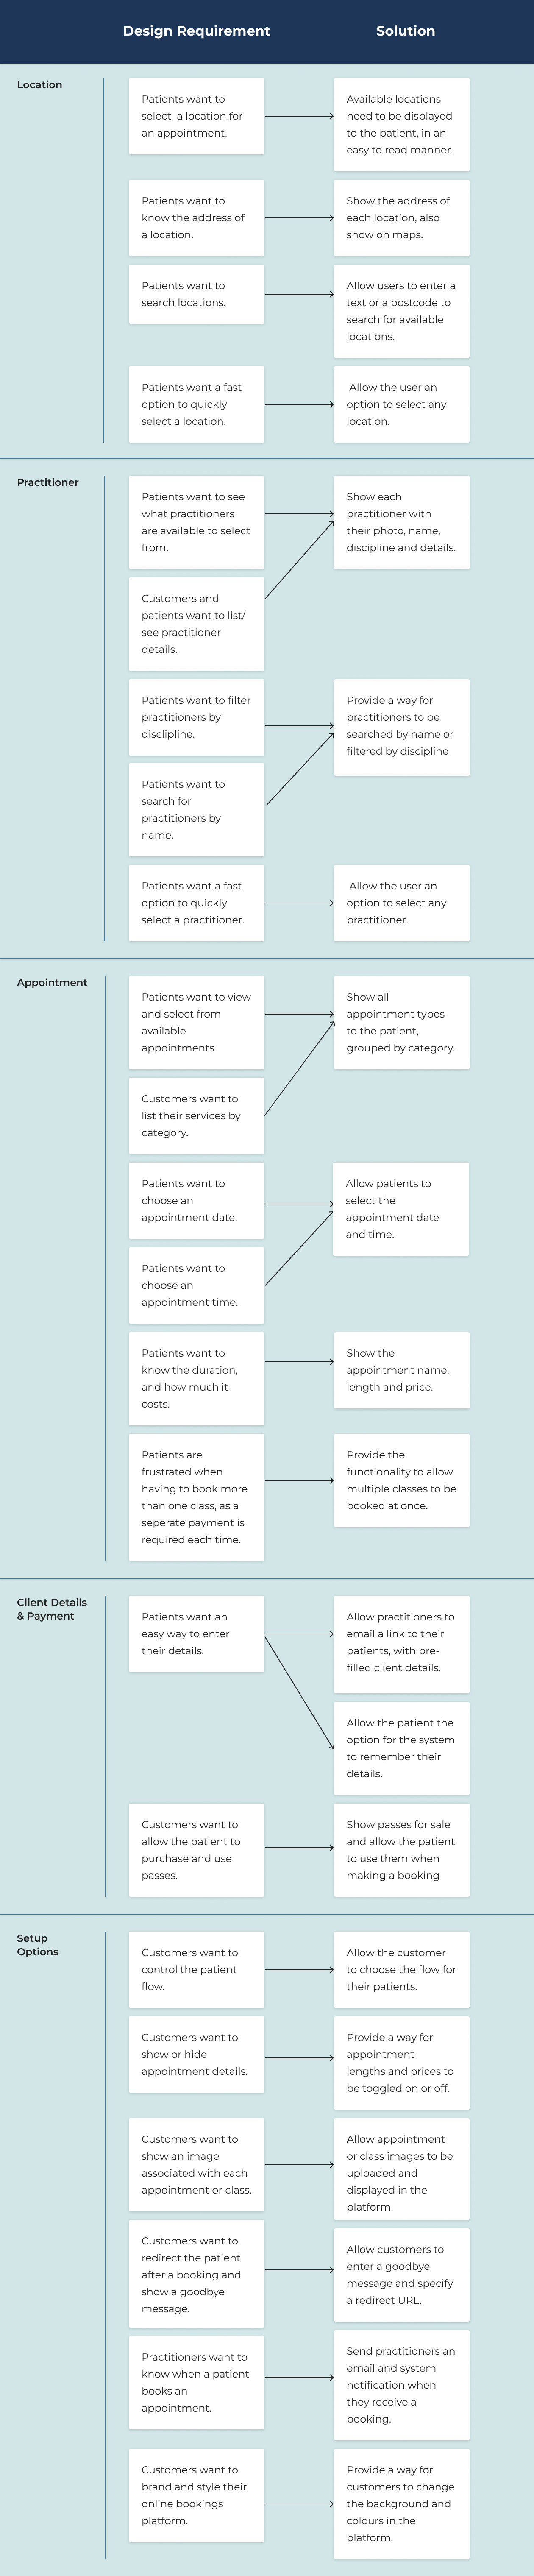 Design Requirement
Solution
Location
Patients want to
select a location for
an appointment.
Available locations
need to be displayed
to the patient, in an
easy to read manner.
Patients want to
know the address of
a location.
Show the address of
each location, also
show on maps.
Patients want to
search locations.
Allow users to enter a
text or a postcode to
search for available
locations.
Patients want a fast
option to quickly
select a location.
Allow the user an
option to select any
location.
Practitioner
Patients want to see
what practitioners
are available to select
from.
Show each
practitioner with
their photo, name,
discipline and details.
Customers and
patients want to list/
see practitioner
details.
Patients want to filter
practitioners by
disclipline.
Provide a way for
practitioners to be
searched by name or
filtered by discipline
Patients want to
search for
practitioners by
name.
Patients want a fast
option to quickly
select a practitioner.
Allow the user an
option to select any
practitioner.
Appointment
Patients want to view
and select from
available
appointments
Show all
appointment types
to the patient,
grouped by category.
Customers want to
list their services by
category.
Patients want to
choose an
appointment date.
Allow patients to
select the
appointment date
and time.
Patients want to
choose an
appointment time.
Patients want to
know the duration,
and how much it
costs.
Show the
appointment name,
length and price.
Patients are
frustrated when
having to book more
than one class, as a
seperate payment is
required each time.
Provide the
functionality to allow
multiple classes to be
booked at once.
Client Details
& Payment
Patients want an
easy way to enter
their details.
Allow practitioners to
email a link to their
patients, with pre-
filled client details.
Allow the patient the
option for the system
to remember their
details.
Customers want to
allow the patient to
purchase and use
passes.
Show passes for sale
and allow the patient
to use them when
making a booking
Setup
Options
Customers want to
control the patient
flow.
Allow the customer
to choose the flow for
their patients.
Customers want to
show or hide
appointment details.
Provide a way for
appointment
lengths and prices to
be toggled on or off.
Customers want to
show an image
associated with each
appointment or class.
Allow appointment
or class images to be
uploaded and
displayed in the
platform.
Customers want to
redirect the patient
after a booking and
show a goodbye
message.
Allow customers to
enter a goodbye
message and specify
a redirect URL.
Practitioners want to
know when a patient
books an
appointment.
Send practitioners an
email and system
notification when
they receive a
booking.
Customers want to
brand and style their
online bookings
platform.
Provide a way for
customers to change
the background and
colours in the
platform.